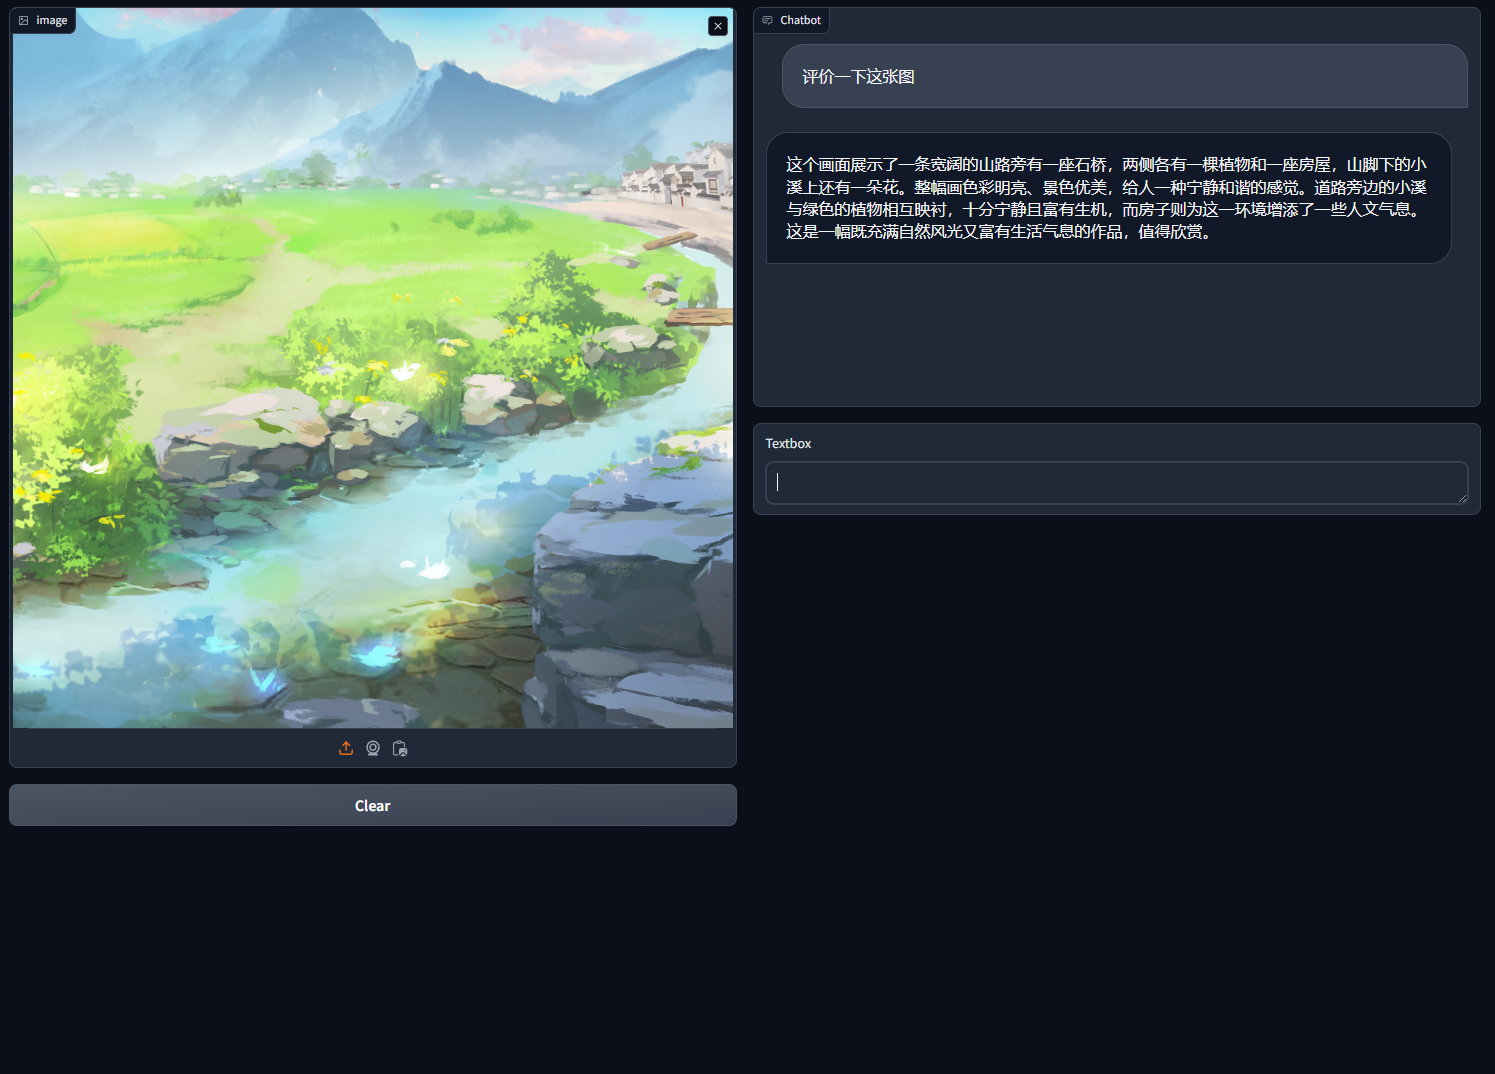 image
Chatbot
评价一下这张图
这个画面展示了一条宽阔的山路旁有一座石桥，两侧各有一棵植物和一座房屋，山脚下的小
溪上还有一朵花。整幅画色彩明亮、景色优美，给人一种宁静和谐的感觉。道路旁边的小溪
与绿色的植物相互映衬，十分宁静且富有生机，而房子则为这一环境增添了一些人文气息。
这是一幅既充满自然风光又富有生活气息的作品，值得欣赏。
Textbox
Clear